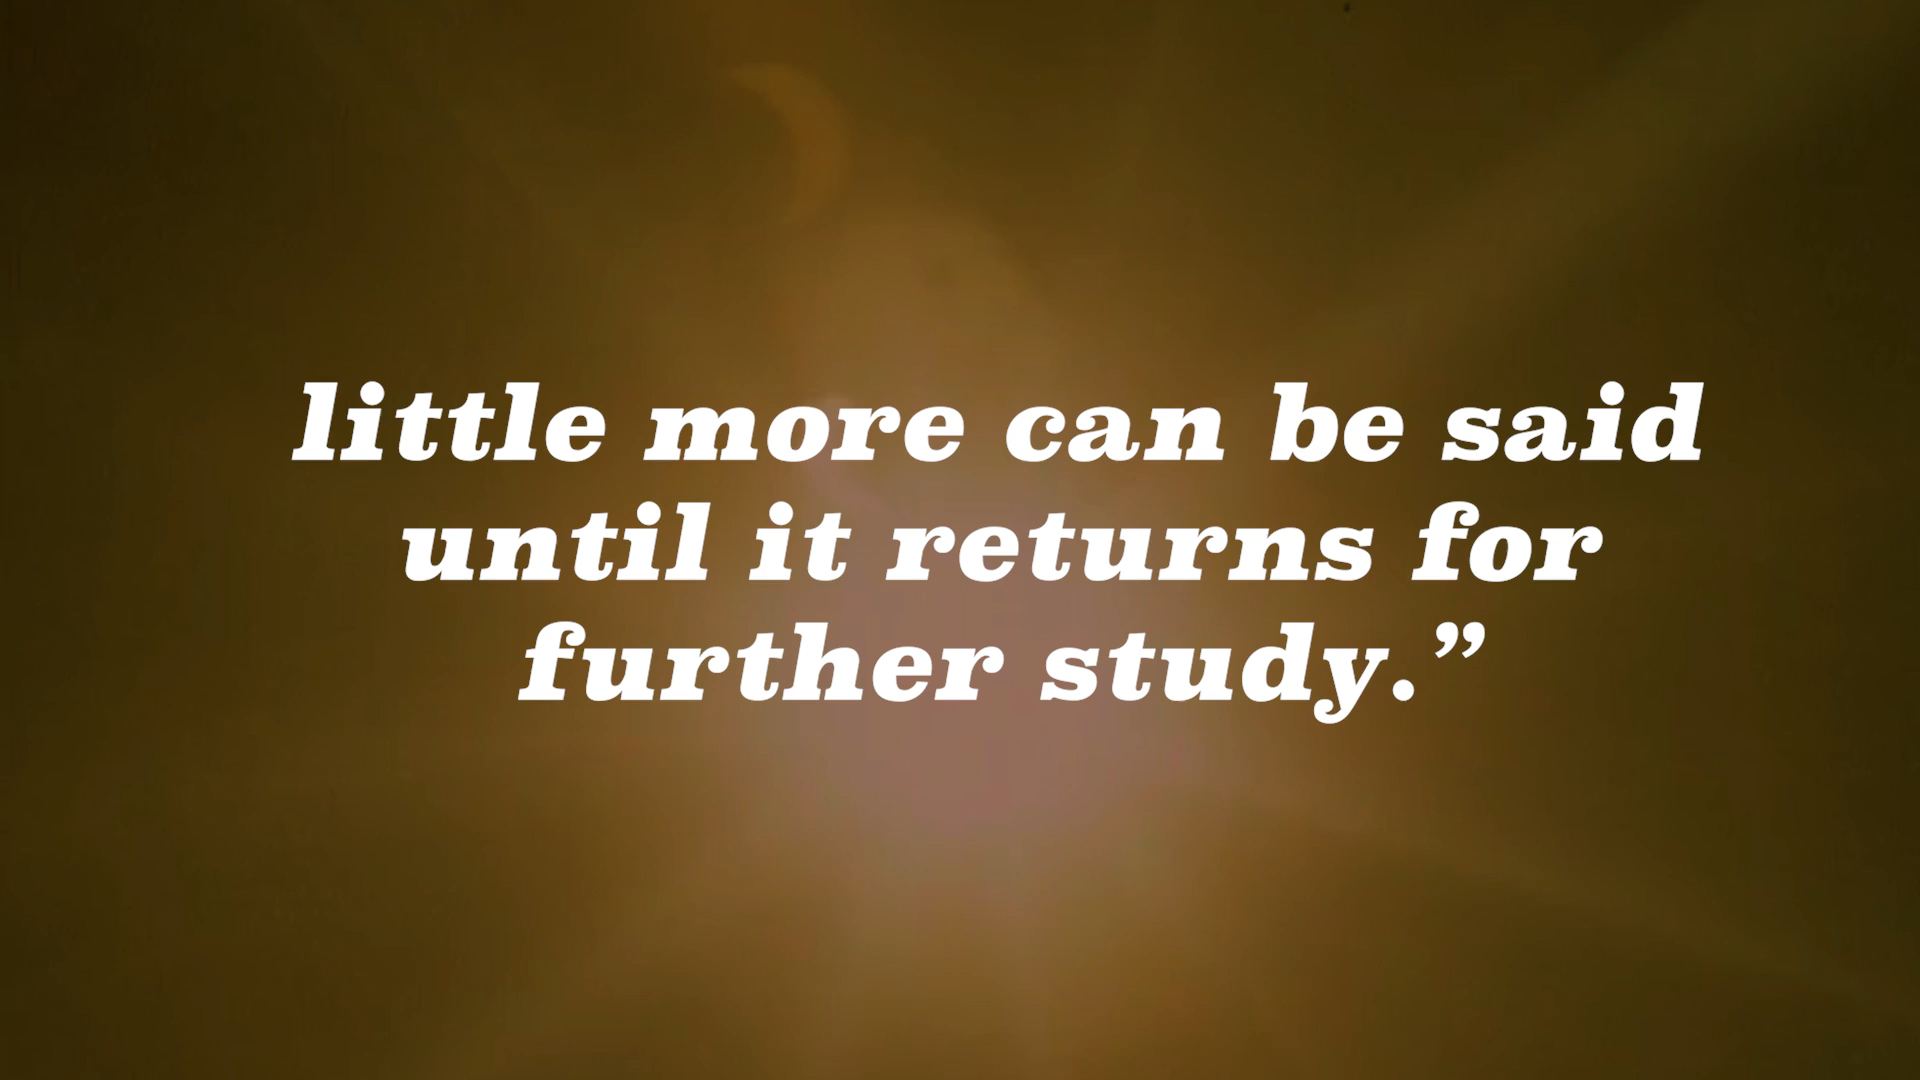 little more can be said
until it returns for
further study.”